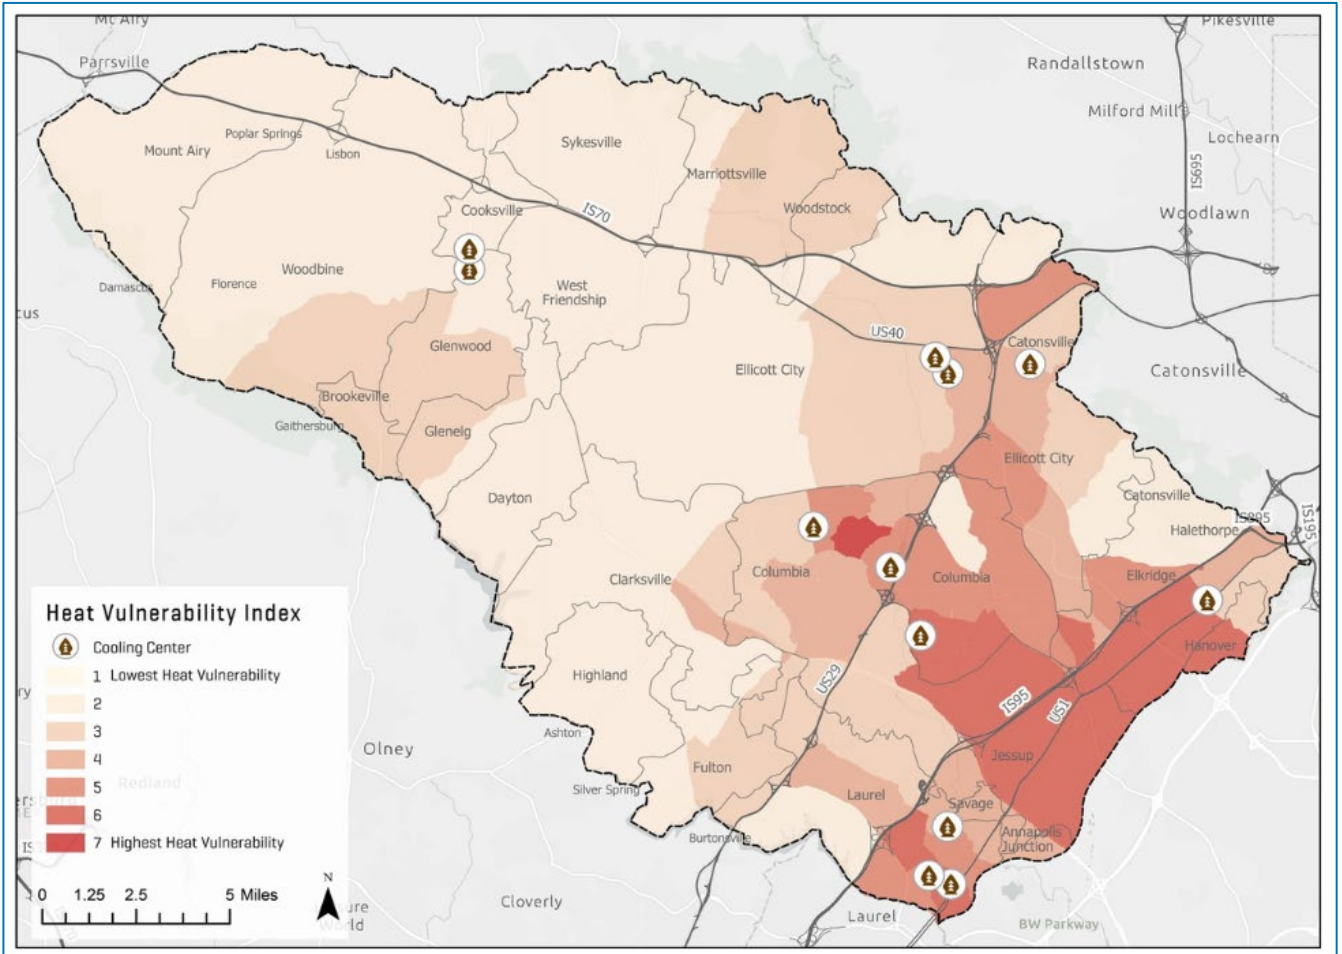 Mt Airy
Pikesville
Parrsville
Randallstown
Milford Mill
Lochearn
Poplar Springs
Mount Airy
Lisbon
Sykesville
Marriottsville
IS695
Woodstock
Woodlawn
Cooksville
IS70
Woodbine
Florence
Damascus
West
Friendship
cus
US40
Catonsville
Glenwood
Ellicott City
Catonsville
Brookeville
Gaithersburg
Glenelg
Ellicott City
Dayton
Catonsville
IS895
IS195
Halethorpe
Columbia
Columbia
Elkridge
Clarksville
Hanover
Highland
US29
IS95
US1
Ashton
Olney
Jessup
Fulton
Silver Spring
Laurel
Savage
Annapolis
Junction
Burtonsville
Cloverly
Laurel
BW Parkway
Heat Vulnerability Index
Cooling Center
1 Lowest Heat Vulnerability
2
3
4
5
6
7 Highest Heat Vulnerability
Redland
0 1.25 2.5 5 Miles
N
World